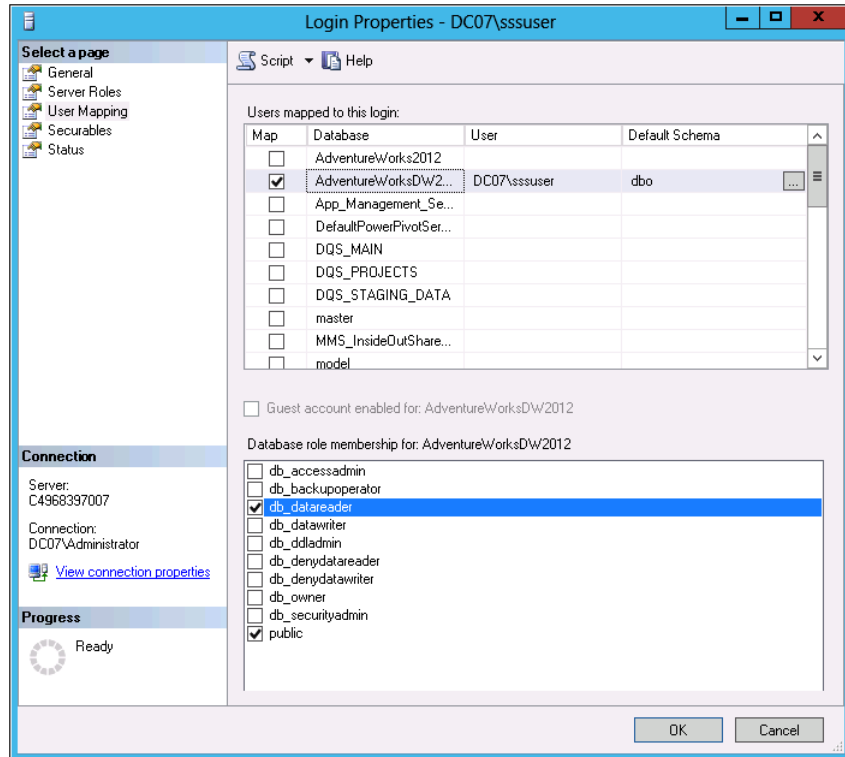 Login Properties - DC07\sssuser
Select a page
General
Server Roles
User Mapping
Securables
Status
Script Help
Users mapped to this login:
Map Database User Default Schema
AdventureWorks2012
AdventureWorksDW2... DC07\sssuser dbo ...
App_Management_Se...
DefaultPowerPivotSer...
DQS_MAIN
DQS_PROJECTS
DQS_STAGING_DATA
master
MMS_InsideOutShare...
model
Guest account enabled for: AdventureWorksDW2012
Database role membership for: AdventureWorksDW2012
db_accessadmin
db_backupoperator
db_datareader
db_datawriter
db_ddladmin
db_denydatareader
db_denydatawriter
db_owner
db_securityadmin
public
Connection
Server:
C4968397007
Connection:
DC07\Administrator
View connection properties
Progress
Ready
OK Cancel